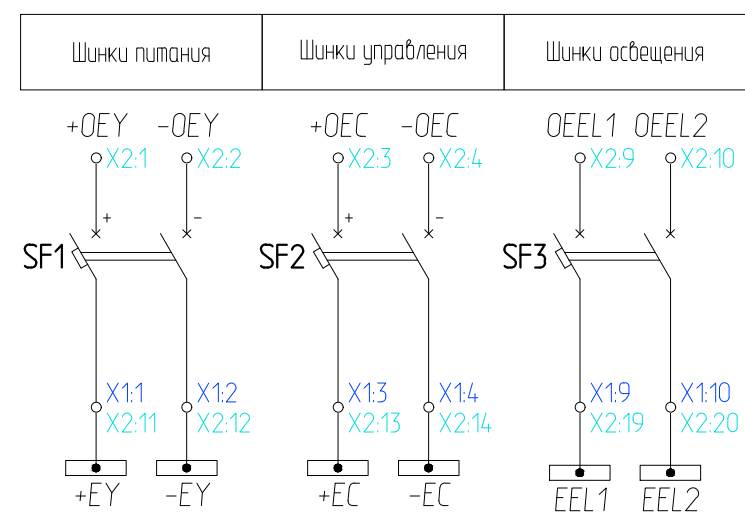 Шинки питания Шинки управления Шинки освещения
+OEY -OEY +OEC -OEC OEEL1 OEEL2
X2:1 X2:2 X2:3 X2:4 X2:9 X2:10
+ - + -
SF1 SF2 SF3
X1:1 X1:2 X1:3 X1:4 X1:9 X1:10
X2:11 X2:12 X2:13 X2:14 X2:19 X2:20
+EY -EY +EC -EC EEL1 EEL2